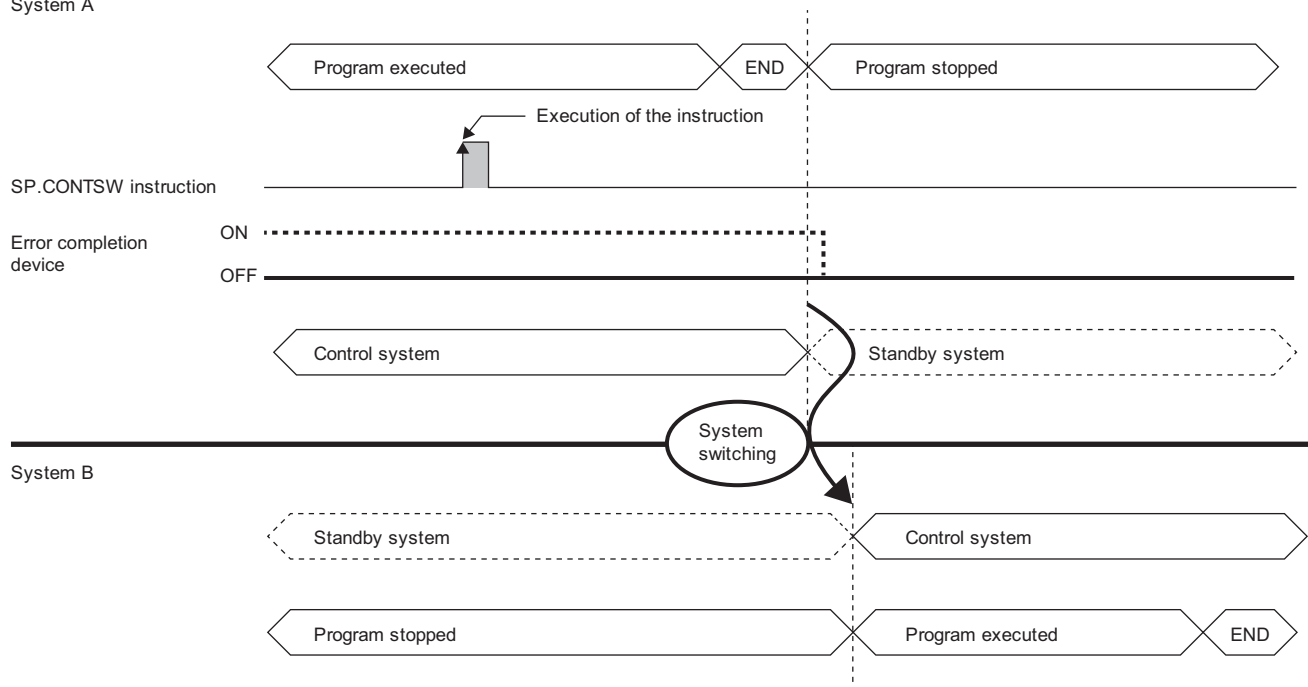 System A
Program executed
END
Program stopped
Execution of the instruction
SP.CONTSW instruction
Error completion
device
ON
OFF
Control system
Standby system
System
switching
System B
Standby system
Control system
Program stopped
Program executed
END